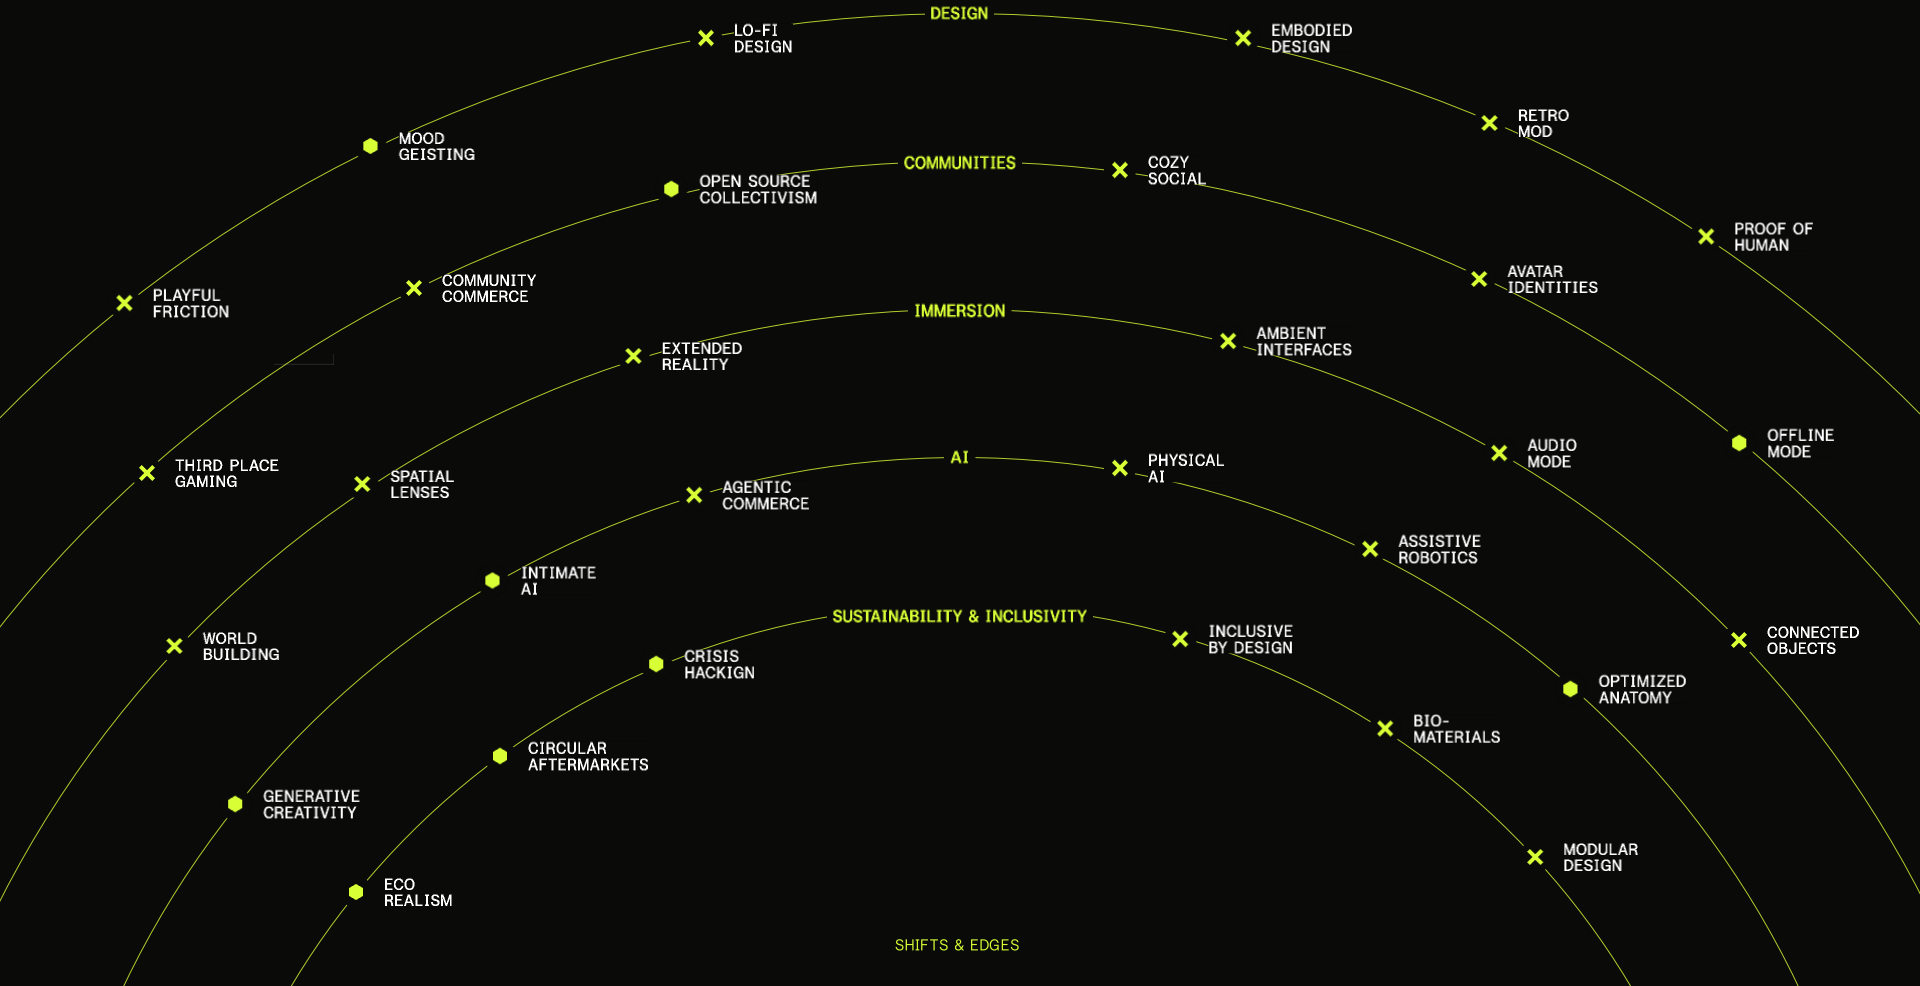 DESIGN
LO-FI
DESIGN
EMBODIED
DESIGN
MOOD
GEISTING
RETRO
MOD
PLAYFUL
FRICTION
PROOF OF
HUMAN
COMMUNITIES
OPEN SOURCE
COLLECTIVISM
COZY
SOCIAL
COMMUNITY
COMMERCE
AVATAR
IDENTITIES
THIRD PLACE
GAMING
OFFLINE
MODE
IMMERSION
EXTENDED
REALITY
AMBIENT
INTERFACES
SPATIAL
LENSES
AUDIO
MODE
WORLD
BUILDING
CONNECTED
OBJECTS
AI
AGENTIC
COMMERCE
PHYSICAL
AI
INTIMATE
AI
ASSISTIVE
ROBOTICS
GENERATIVE
CREATIVITY
OPTIMIZED
ANATOMY
SUSTAINABILITY & INCLUSIVITY
CRISIS
HACKIGN
INCLUSIVE
BY DESIGN
CIRCULAR
AFTERMARKETS
BIO-
MATERIALS
ECO
REALISM
MODULAR
DESIGN
SHIFTS & EDGES